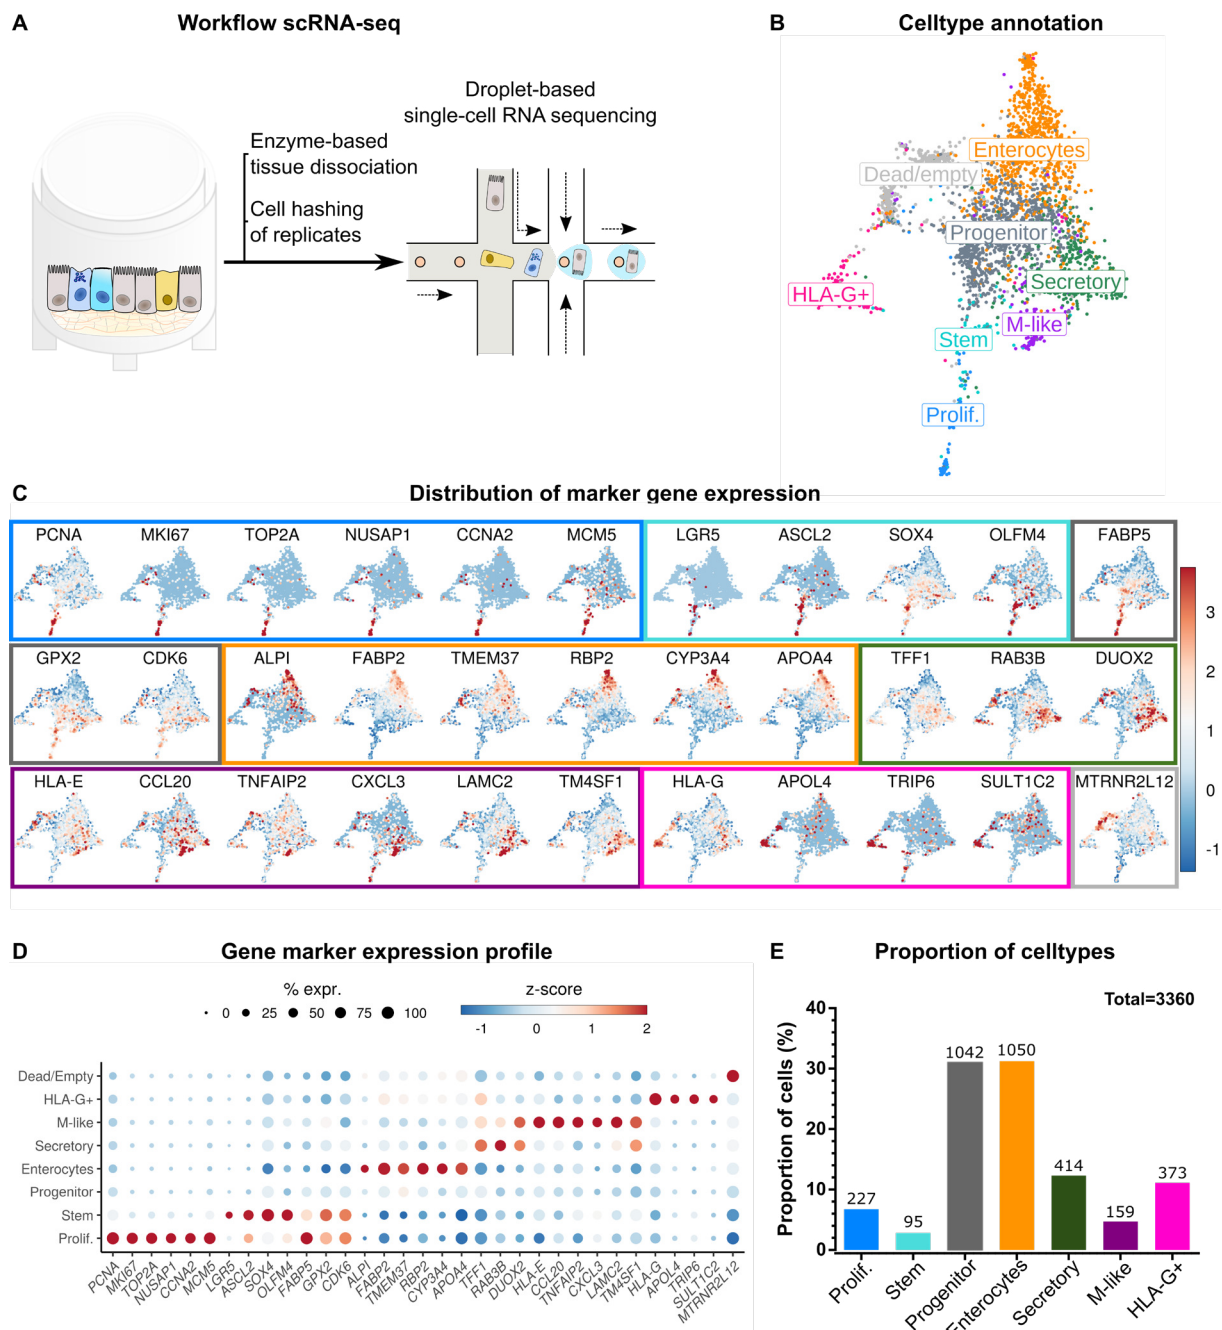 A
Workflow scRNA-seq
Droplet-based
single-cell RNA sequencing
Enzyme-based
tissue dissociation
Cell hashing
of replicates
B
Celltype annotation
Enterocytes
Dead/empty
Progenitor
Secretory
HLA-G+
M-like
Stem
Prolif.
C
Distribution of marker gene expression
PCNA MKI67 TOP2A NUSAP1 CCNA2 MCM5 LGR5 ASCL2 SOX4 OLFM4 FABP5
GPX2 CDK6 ALPI FABP2 TMEM37 RBP2 CYP3A4 APOA4 TFF1 RAB3B DUOX2
HLA-E CCL20 TNFAIP2 CXCL3 LAMC2 TM4SF1 HLA-G APOL4 TRIP6 SULT1C2 MTRNR2L12
3
2
1
0
-1
D
Gene marker expression profile
% expr.
0 25 50 75 100
z-score
-1 0 1 2
Dead/Empty
HLA-G+
M-like
Secretory
Enterocytes
Progenitor
Stem
Prolif.
PCNA MKI67 TOP2A NUSAP1 CCNA2 MCM5 LGR5 ASCL2 SOX4 OLFM4 FABP5 GPX2 CDK6 ALPI FABP2 TMEM37 RBP2 CYP3A4 APOA4 TFF1 RAB3B DUOX2 HLA-E CCL20 TNFAIP2 CXCL3 LAMC2 TM4SF1 HLA-G APOL4 TRIP6 SULT1C2 MTRNR2L12
E
Proportion of celltypes
Total=3360
Proportion of cells (%)
40
30
20
10
0
227 95 1042 1050 414 159 373
Prolif. Stem Progenitor Enterocytes Secretory M-like HLA-G+